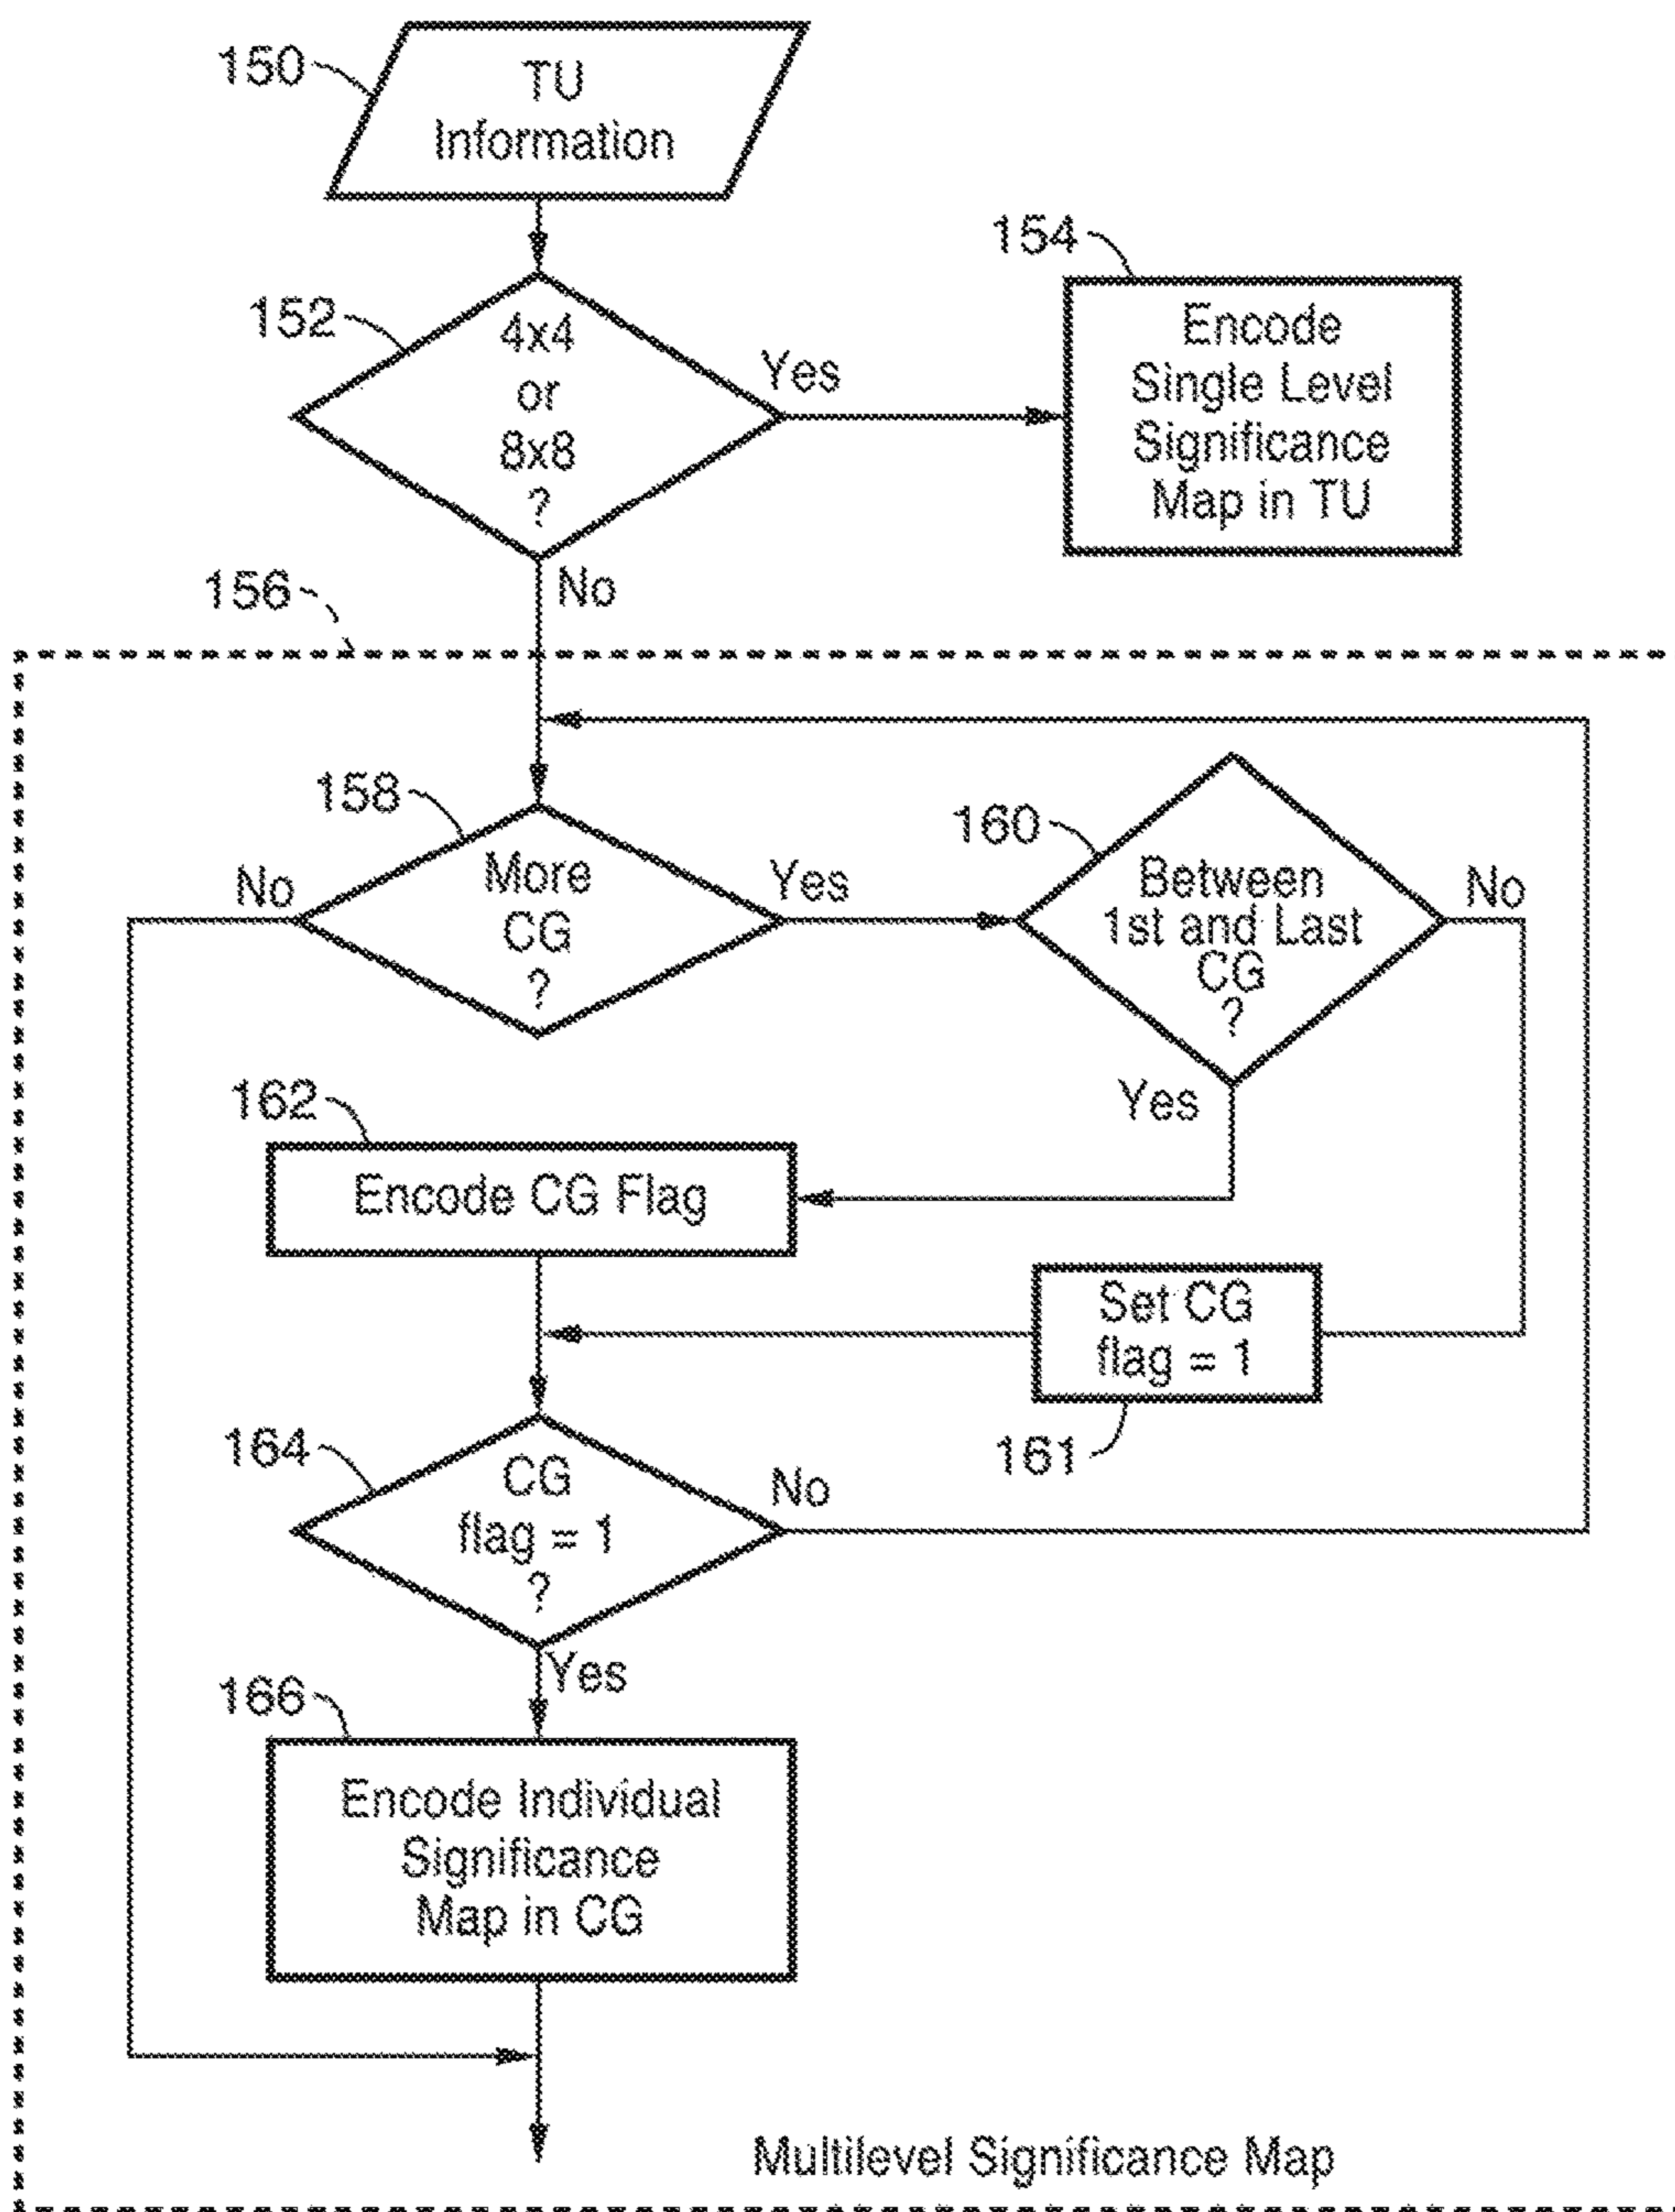 150
TU
Information
152
4x4
or
8x8
?
Yes
154
Encode
Single Level
Significance
Map in TU
No
156
158
No
More
CG
?
Yes
160
Between
1st and Last
CG
?
No
Yes
162
Encode CG Flag
Set CG
flag = 1
161
164
CG
flag = 1
?
No
Yes
166
Encode Individual
Significance
Map in CG
Multilevel Significance Map